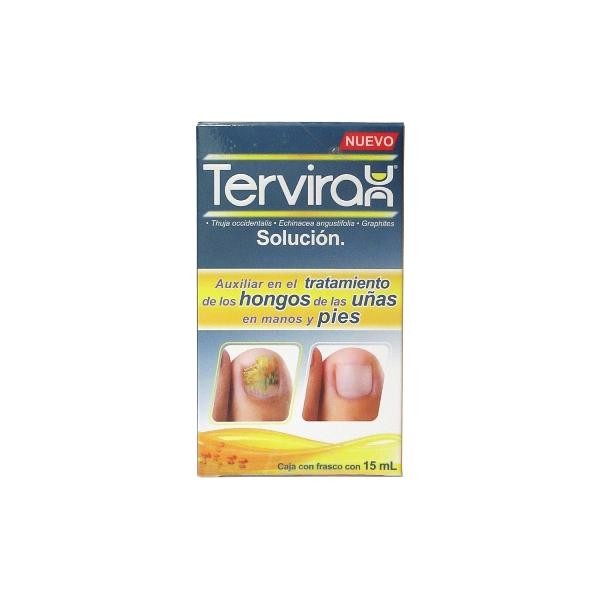 NUEVO
Tervirax®
• Thuja occidentalis • Echinacea angustifolia • Graphites
Solución.
Auxiliar en el tratamiento
de los hongos de las uñas
en manos y pies
Caja con frasco con 15 mL